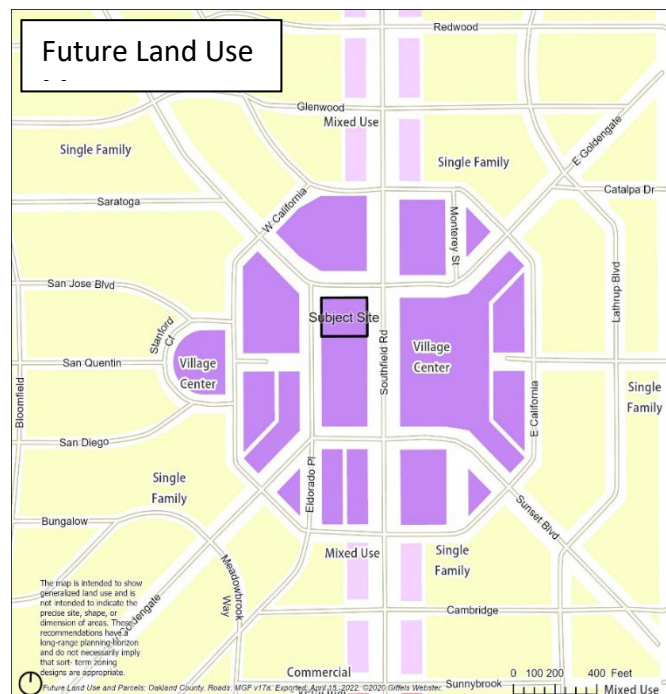 Future Land Use
Redwood
Glenwood
Mixed Use
E Goldengate
Single Family
Single Family
Catalpa Dr
Saratoga
W California
Monterey St
Lathrup Blvd
San Jose Blvd
Stanford
Ct
Subject Site
Southfield Rd
San Quentin
Village
Center
Village
Center
Bloomfield
E California
Single
Family
San Diego
Eldorado Pl
Single
Family
Sunset Blvd
Bungalow
Meadowbrook
Way
Mixed Use
Single
Family
The map is intended to show
generalized land use and is
not intended to indicate the
precise site, shape, or
dimension of areas. These
recommendations have a
long-range planning horizon
and do not necessarily imply
that sort- term zoning
designs are appropriate.
Goldengate
Cambridge
Commercial
Sunnybrook
0 100 200 400 Feet
Mixed Use
Future Land Use and Parcels: Oakland County. Roads: MGF v17a. Exported: April 15, 2022. ©2020 Giffels Webster.